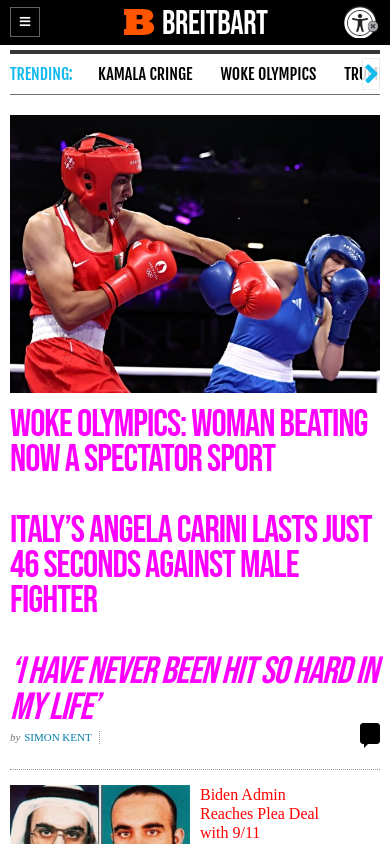 BREITBART
TRENDING: KAMALA CRINGE WOKE OLYMPICS
WOKE OLYMPICS: WOMAN BEATING
NOW A SPECTATOR SPORT
ITALY’S ANGELA CARINI LASTS JUST
46 SECONDS AGAINST MALE
FIGHTER
‘I HAVE NEVER BEEN HIT SO HARD IN
MY LIFE’
by SIMON KENT
Biden Admin
Reaches Plea Deal
with 9/11